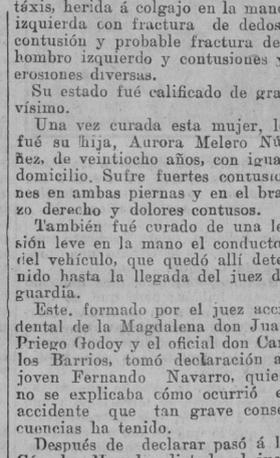 táxis, herida á colgajo en la mano
izquierda con fractura de dedos
contusión y probable fractura de
hombro izquierdo y contusiones y
erosiones diversas.
Su estado fué calificado de gra
vísimo.
Una vez curada esta mujer, l
fué su hija, Aurora Melero Nú
ñez, de veintiocho años, con igua
domicilio. Sufre fuertes contusio
nes en ambas piernas y en el bra
zo derecho y dolores contusos.
También fué curado de una le
sión leve en la mano el conducto
del vehículo, que quedó allí dete
nido hasta la llegada del juez d
guardia.
Este. formado por el juez acci
dental de la Magdalena don Jua
Priego Godoy y el oficial don Car
los Barrios, tomó declaración a
joven Fernando Navarro, quie
no se explicaba cómo ocurrió e
accidente que tan grave conse
cuencias ha tenido.
Después de declarar pasó á l